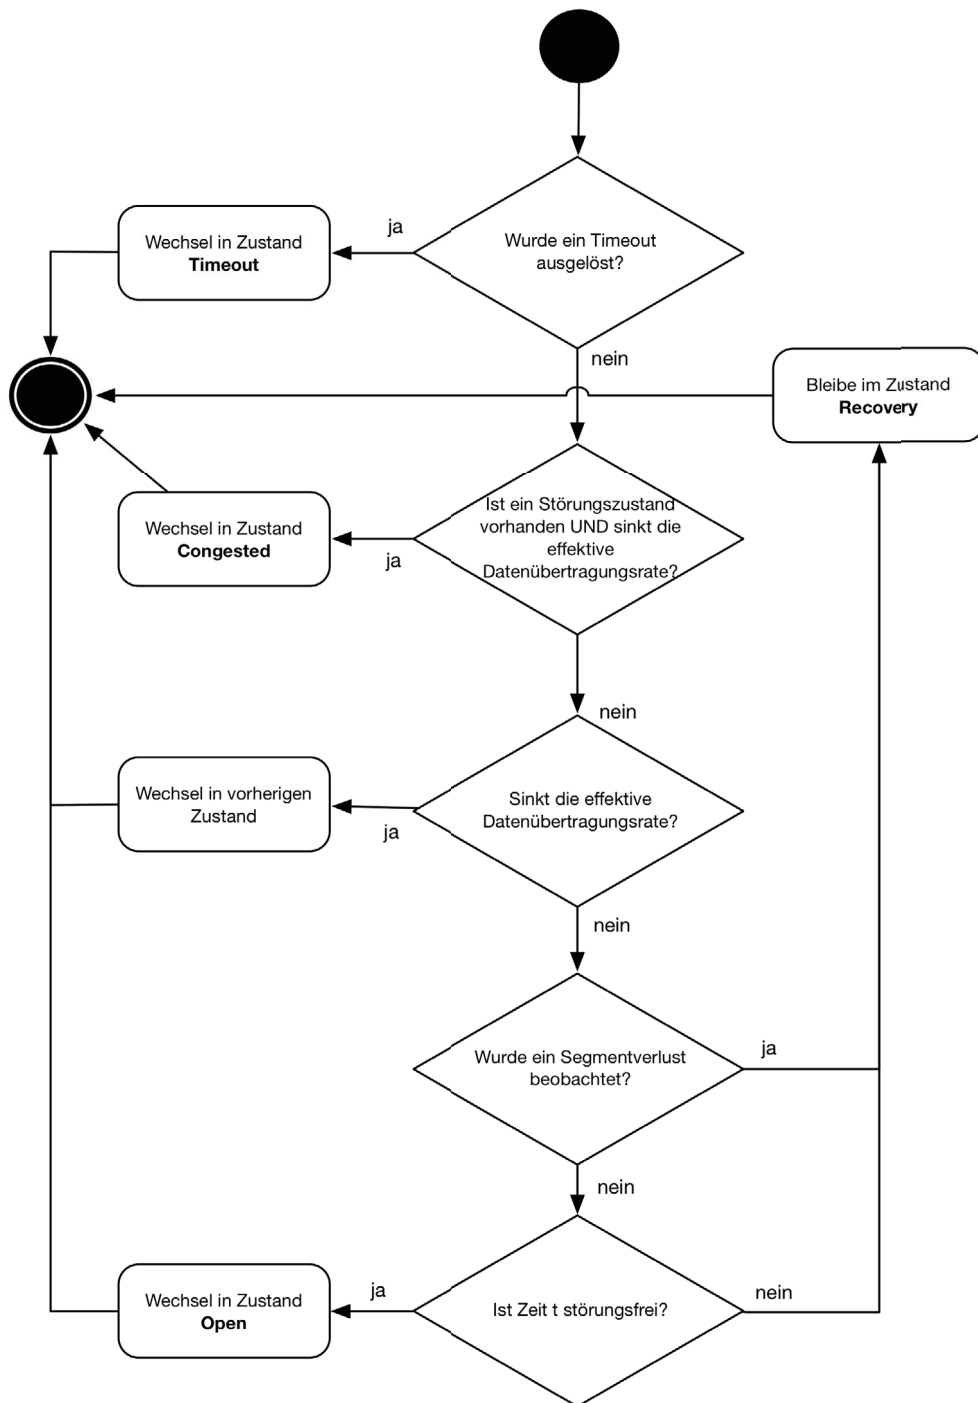 Wurde ein Timeout
ausgelöst?
ja
Wechsel in Zustand
Timeout
nein
Bleibe im Zustand
Recovery
Ist ein Störungszustand
vorhanden UND sinkt die
effektive
Datenübertragungsrate?
ja
Wechsel in Zustand
Congested
nein
Sinkt die effektive
Datenübertragungsrate?
ja
Wechsel in vorherigen
Zustand
nein
Wurde ein Segmentverlust
beobachtet?
ja
nein
Ist Zeit t störungsfrei?
ja
nein
Wechsel in Zustand
Open